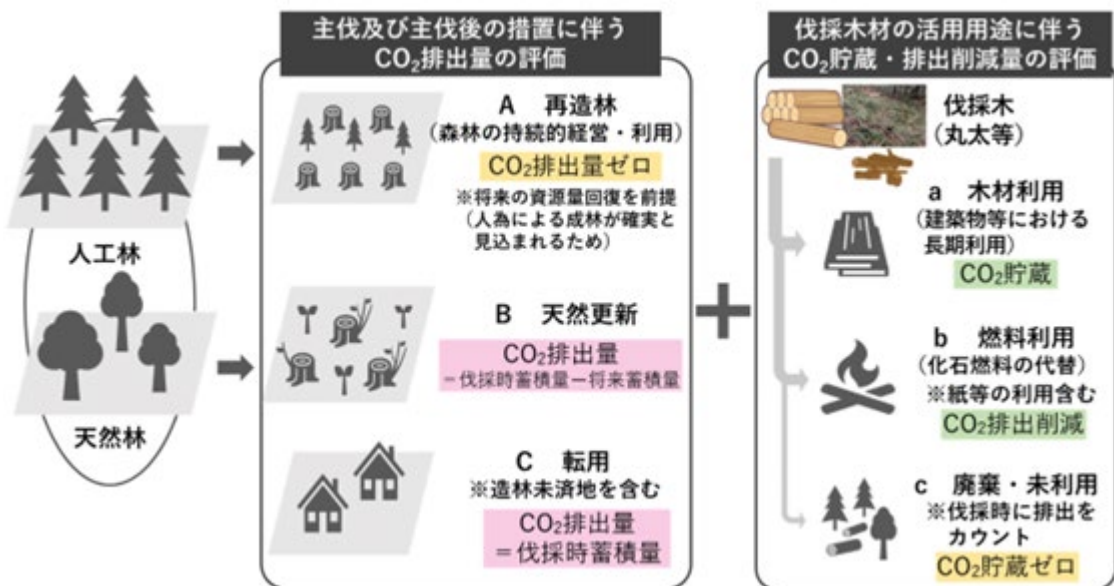 主伐及び主伐後の措置に伴う
CO₂排出量の評価
人工林
天然林
A 再造林
(森林の持続的経営・利用)
CO₂排出量ゼロ
※将来の資源量回復を前提
(人為による成林が確実と
見込まれるため)
B 天然更新
CO₂排出量
=伐採時蓄積量ー将来蓄積量
C 転用
※造林未済地を含む
CO₂排出量
=伐採時蓄積量
+
伐採木材の活用用途に伴う
CO₂貯蔵・排出削減量の評価
伐採木
(丸太等)
a 木材利用
(建築物等における
長期利用)
CO₂貯蔵
b 燃料利用
(化石燃料の代替)
※紙等の利用含む
CO₂排出削減
c 廃棄・未利用
※伐採時に排出を
カウント
CO₂貯蔵ゼロ